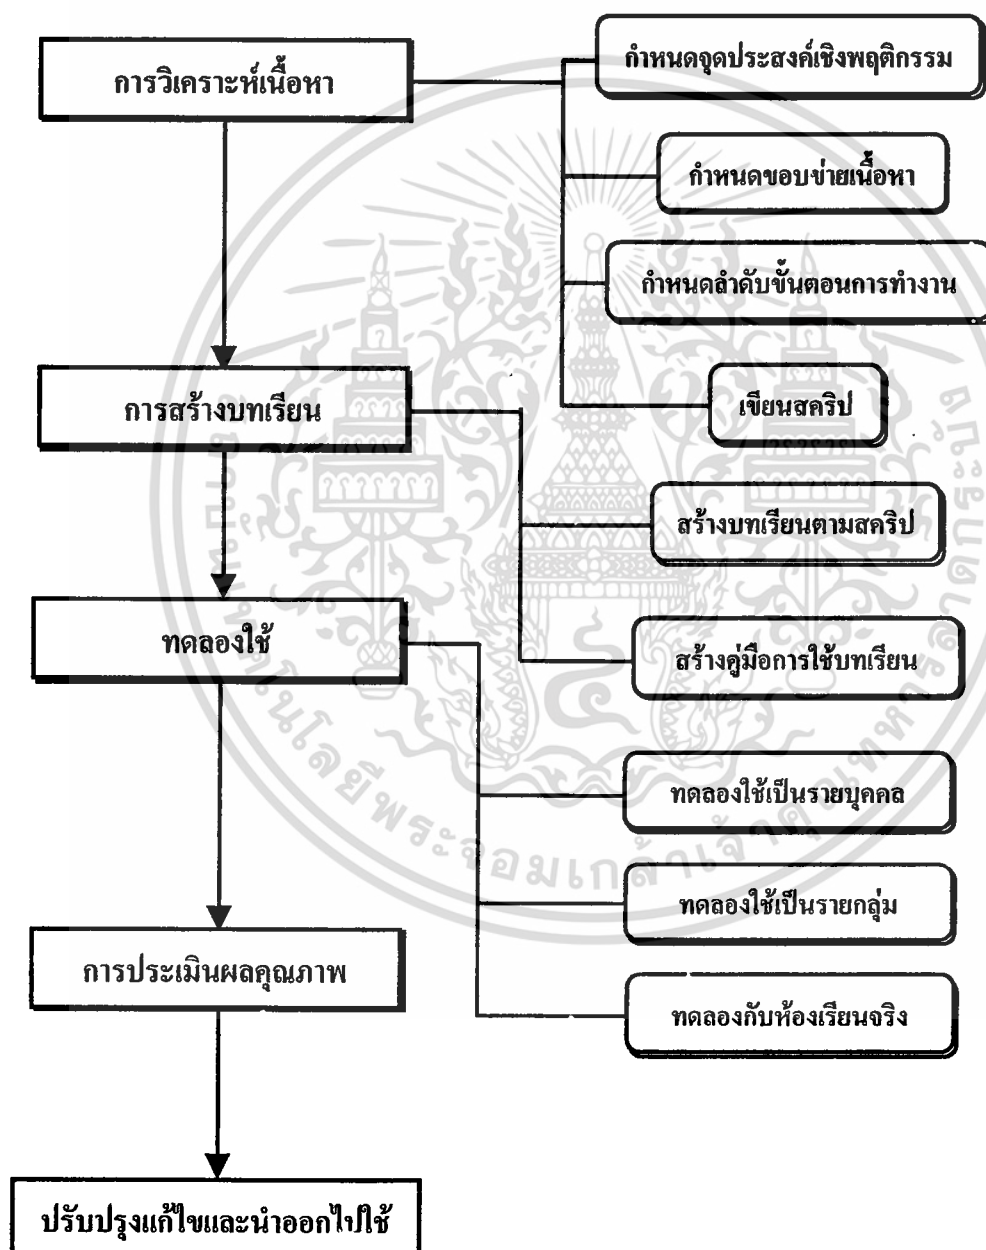 การวิเคราะห์เนื้อหา
กำหนดจุดประสงค์เชิงพฤติกรรม
กำหนดขอบข่ายเนื้อหา
กำหนดลำดับขั้นตอนการทำงาน
เขียนสคริป
การสร้างบทเรียน
สร้างบทเรียนตามสคริป
สร้างคู่มือการใช้บทเรียน
ทดลองใช้
ทดลองใช้เป็นรายบุคคล
ทดลองใช้เป็นรายกลุ่ม
ทดลองกับห้องเรียนจริง
การประเมินผลคุณภาพ
ปรับปรุงแก้ไขและนำออกไปใช้